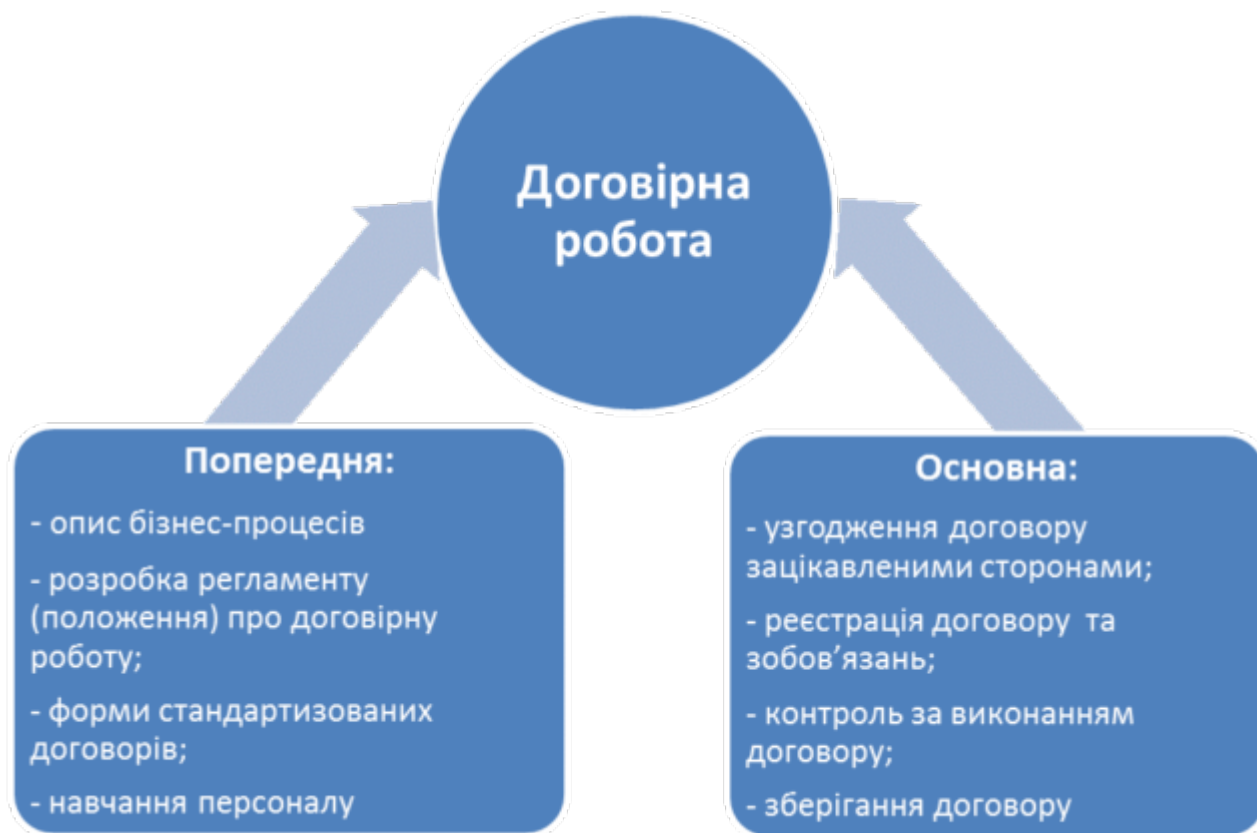 Договірна
робота
Попередня:
- опис бізнес-процесів
- розробка регламенту
(положення) про договірну
роботу;
- форми стандартизованих
договорів;
- навчання персоналу
Основна:
- узгодження договору
зацікавленими сторонами;
- реєстрація договору та
зобов’язань;
- контроль за виконанням
договору;
- зберігання договору